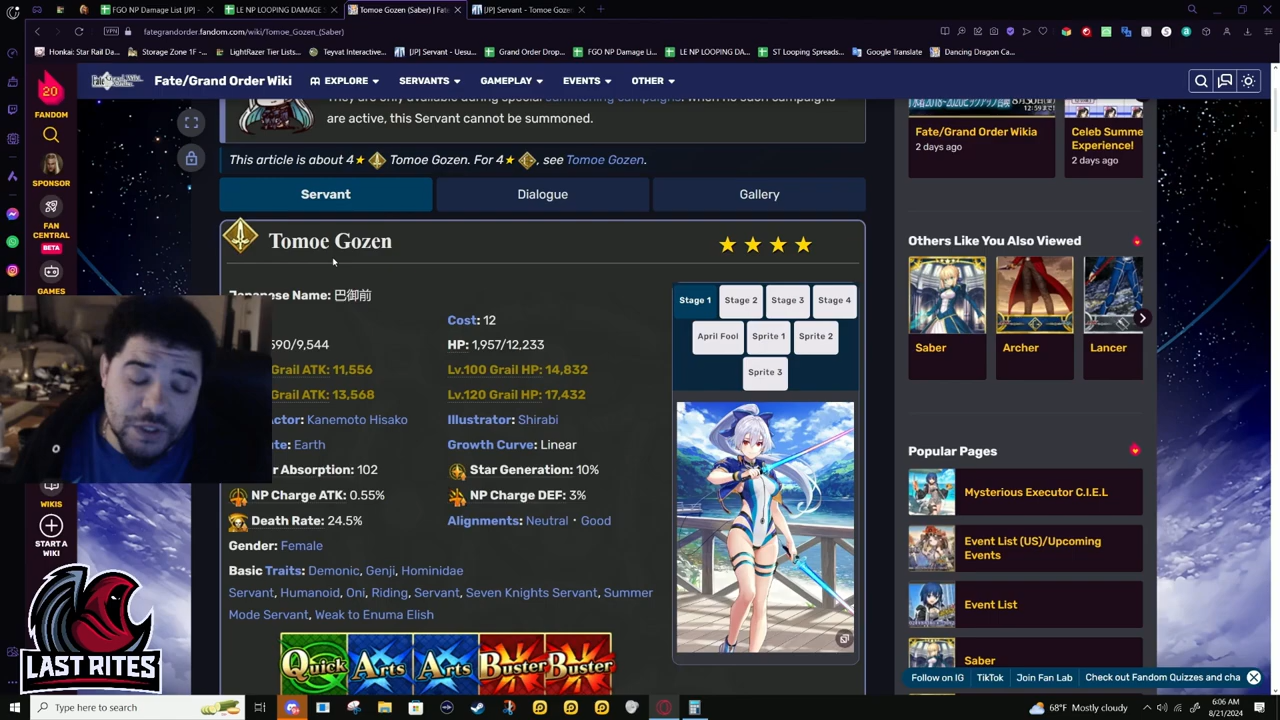 FGO NP Damage List (JP)
LE NP LOOPING DAMAGE
Tomoe Gozen (Saber) | Fat
[JP] Servant - Tomoe Goze
VPN
fategrandorder.fandom.com/wiki/Tomoe_Gozen_(Saber)
Honkai: Star Rail Da...
Storage Zone 1F -...
LightRazer Tier Lists...
Teyvat Interactive...
[JP] Servant - Uesu...
Grand Order Drop...
FGO NP Damage Li...
LE NP LOOPING DA...
ST Looping Spreads...
Google Translate
Dancing Dragon Ca...
20
FANDOM
Fate/Grand Order Wiki
EXPLORE
SERVANTS
GAMEPLAY
EVENTS
OTHER
They are only available during special summoning campaigns. When no such campaigns
are active, this Servant cannot be summoned.
This article is about 4★ Tomoe Gozen. For 4★, see Tomoe Gozen.
Servant
Dialogue
Gallery
SPONSOR
FAN
CENTRAL
BETA
GAMES
WIKIS
START A
WIKI
Tomoe Gozen
Japanese Name: 巴御前
Cost: 12
590/9,544
HP: 1,957/12,233
Grail ATK: 11,556
Lv.100 Grail HP: 14,832
Grail ATK: 13,568
Lv.120 Grail HP: 17,432
Actor: Kanemoto Hisako
Illustrator: Shirabi
Earth
Growth Curve: Linear
Absorption: 102
Star Generation: 10%
NP Charge ATK: 0.55%
NP Charge DEF: 3%
Death Rate: 24.5%
Alignments: Neutral・Good
Gender: Female
Basic Traits: Demonic, Genji, Hominidae
Servant, Humanoid, Oni, Riding, Servant, Seven Knights Servant, Summer
Mode Servant, Weak to Enuma Elish
Quick
Arts
Arts
Buster
Buster
Stage 1
Stage 2
Stage 3
Stage 4
April Fool
Sprite 1
Sprite 2
Sprite 3
Fate/Grand Order Wikia
2 days ago
Celeb Summe
Experience!
2 days ago
Others Like You Also Viewed
Saber
Archer
Lancer
Popular Pages
Mysterious Executor C.I.E.L
Event List (US)/Upcoming
Events
Event List
Saber
Follow on IG
TikTok
Join Fan Lab
Check out Fandom Quizzes and cha
LAST RITES
Type here to search
68°F Mostly cloudy
6:06 AM
8/21/2024